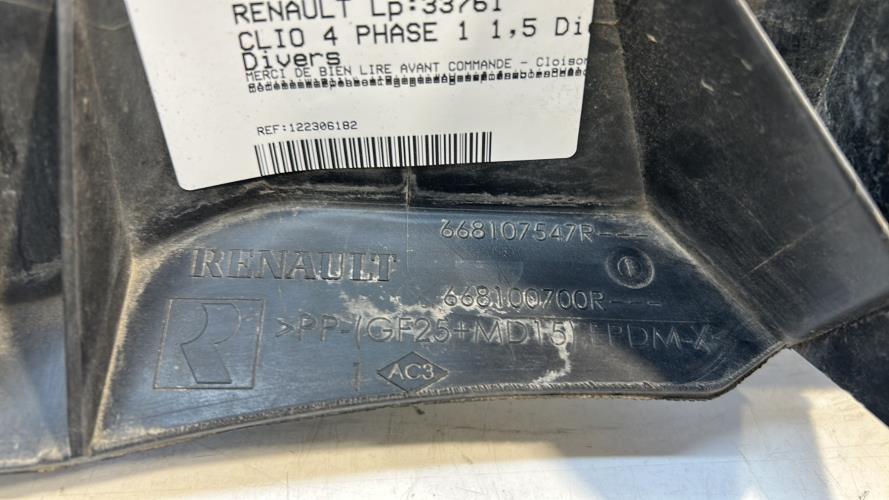 RENAULT Lp:33761
CLIO 4 PHASE 1 1,5 Di
Divers
MERCI DE BIEN LIRE AVANT COMMANDE - Cloison
REF:122306182
668107547R---
RENAULT
668100700R---
>PP-(GF25+MD15) EPDM-X<
AC3